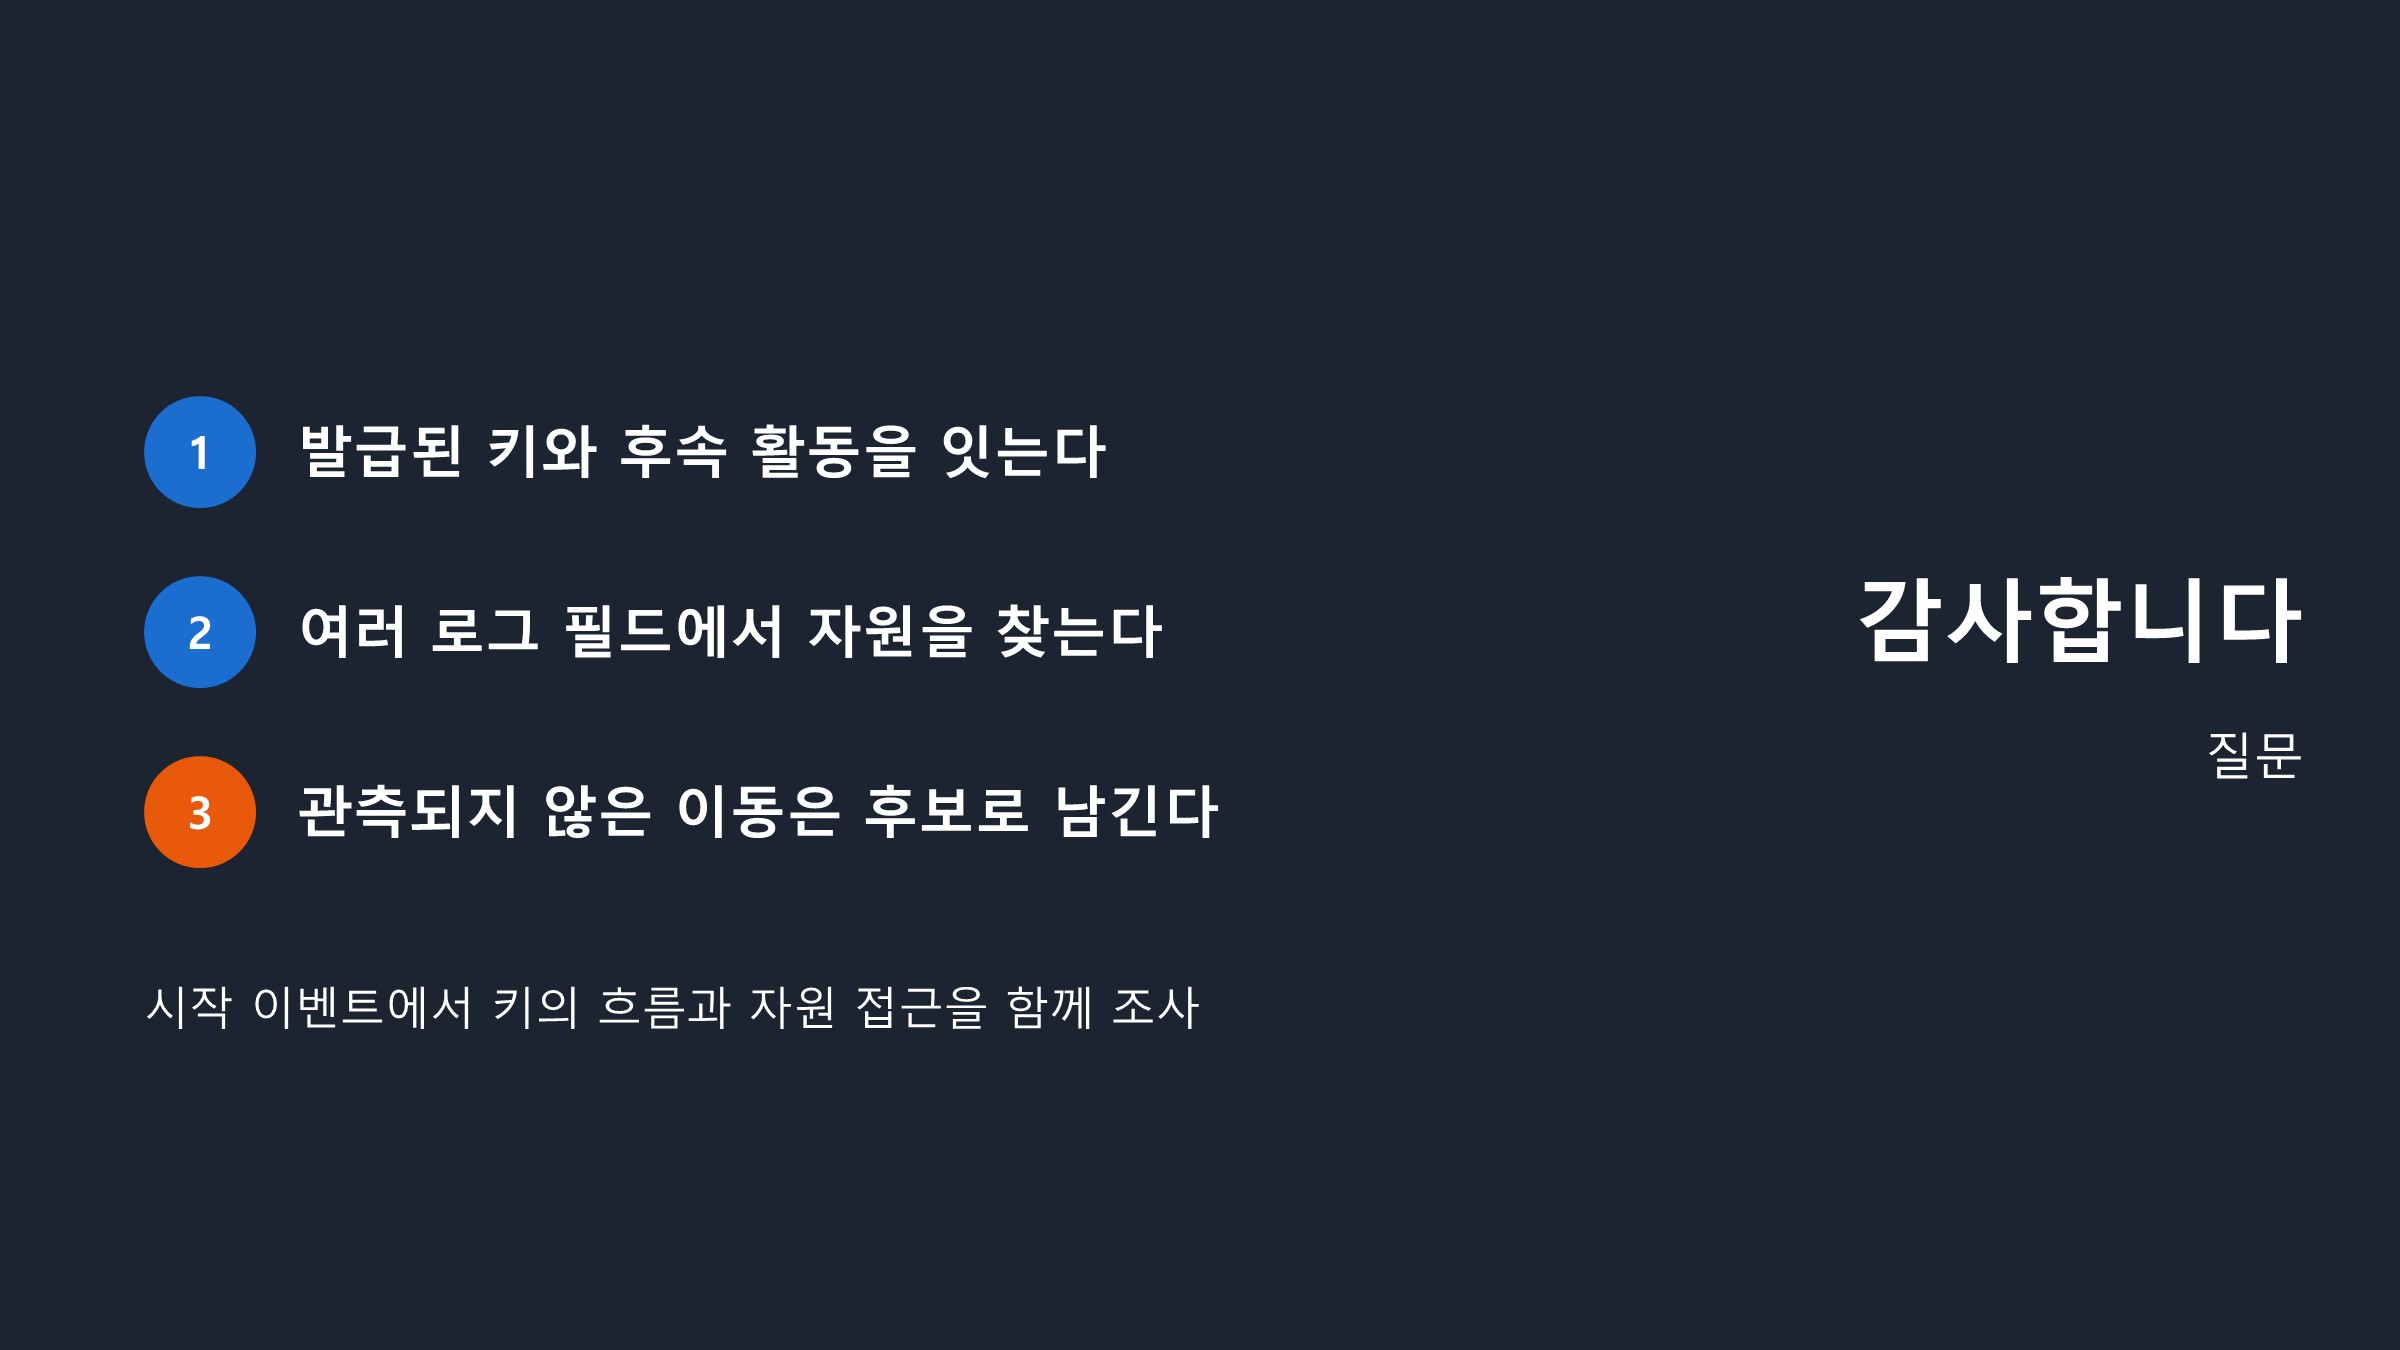 1 발급된 키와 후속 활동을 잇는다
2 여러 로그 필드에서 자원을 찾는다
3 관측되지 않은 이동은 후보로 남긴다
시작 이벤트에서 키의 흐름과 자원 접근을 함께 조사
감사합니다
질문